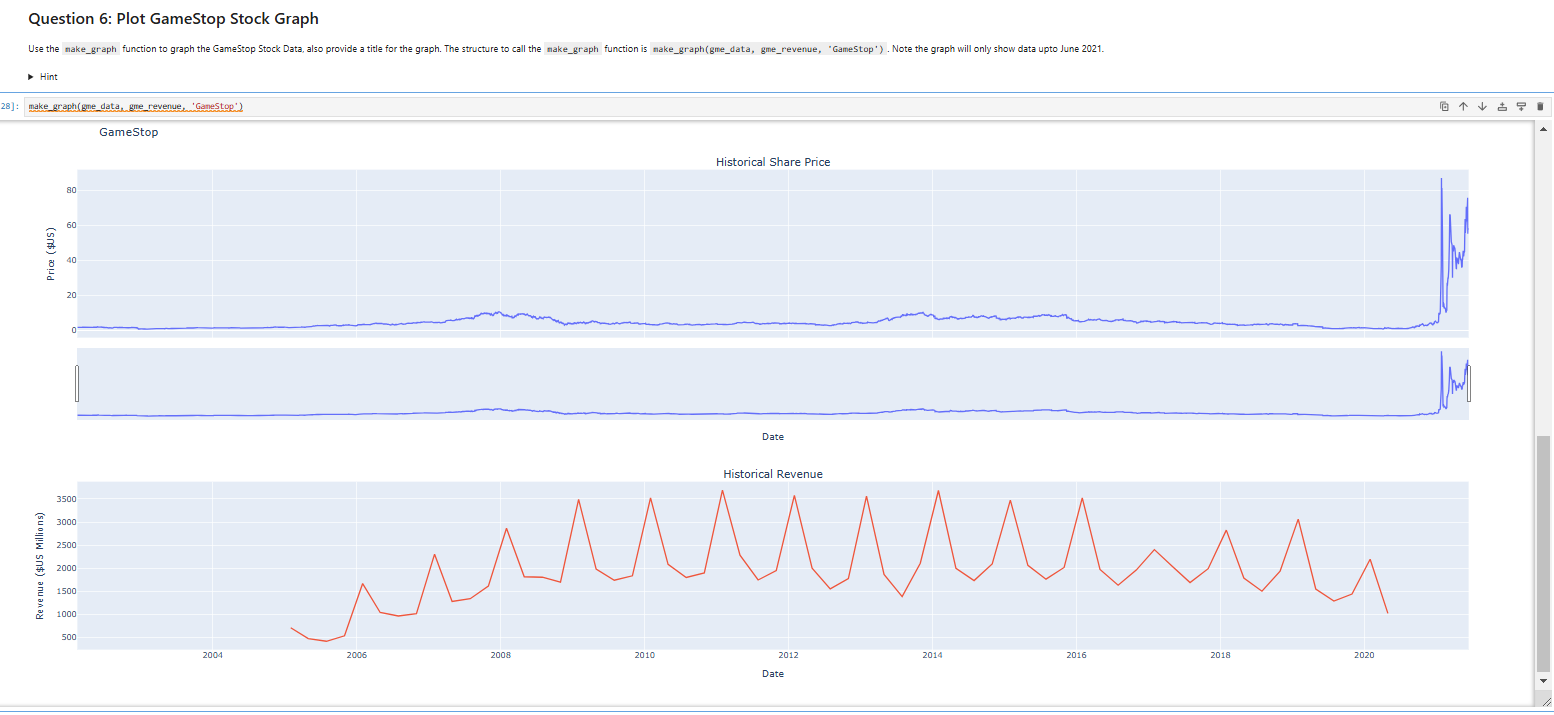 Question 6: Plot GameStop Stock Graph
Use the make_graph function to graph the GameStop Stock Data, also provide a title for the graph. The structure to call the make_graph function is make_graph(gme_data, gme_revenue, 'GameStop'). Note the graph will only show data upto June 2021.
Hint
28]: make_graph(gme_data, gme_revenue, 'GameStop')
GameStop
Historical Share Price
80
60
40
20
0
Price ($US)
Date
Historical Revenue
3500
3000
2500
2000
1500
1000
500
Revenue ($US Millions)
2004 2006 2008 2010 2012 2014 2016 2018 2020
Date